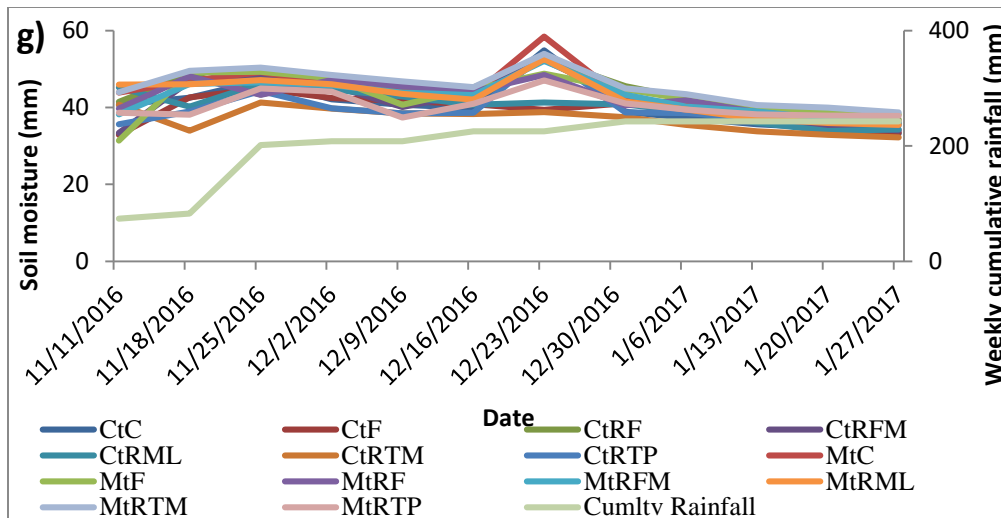 g)
Soil moisture (mm)
60
40
20
0
400
200
0
Weekly cumulative rainfall (mm)
11/11/2016
11/18/2016
11/25/2016
12/2/2016
12/9/2016
12/16/2016
12/23/2016
12/30/2016
1/6/2017
1/13/2017
1/20/2017
1/27/2017
Date
CtC CtF CtRF CtRFM
CtRML CtRTM CtRTP MtC
MtF MtRF MtRFM MtRML
MtRTM MtRTP Cumltv Rainfall